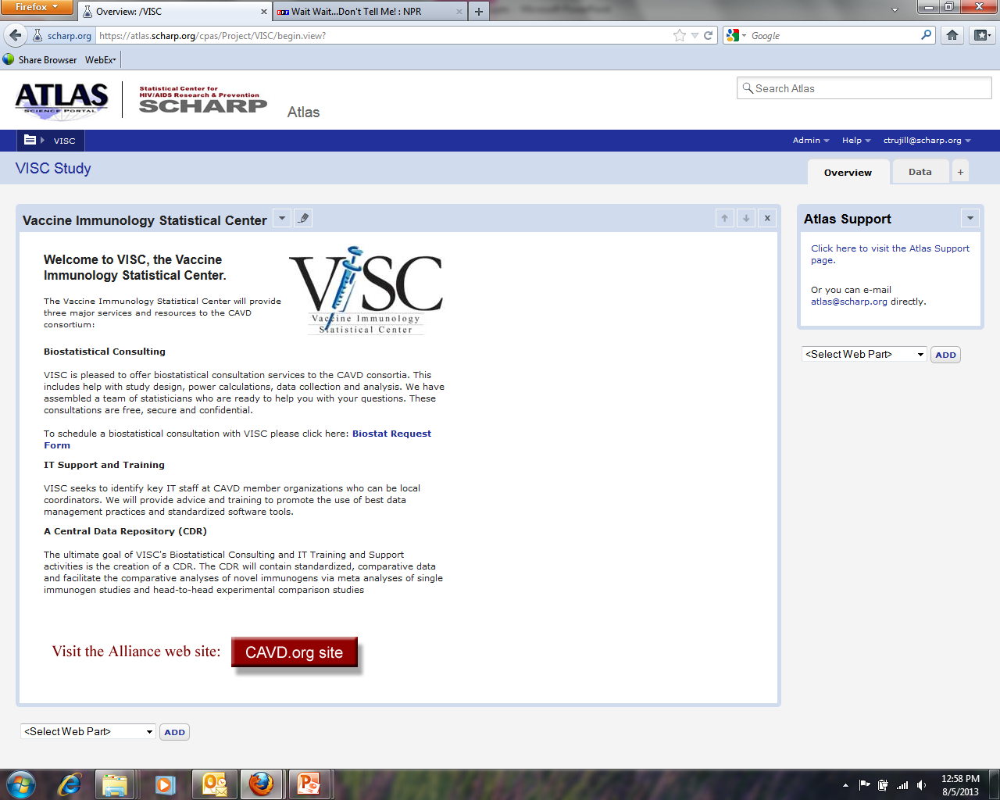 Firefox
Overview: /VISC
Wait Wait...Don't Tell Me! : NPR
Microsoft PowerPoint
scharp.org
https://atlas.scharp.org/cpas/Project/VISC/begin.view?
Google
Share Browser
WebEx
ATLAS
SCIENCE PORTAL
Statistical Center for
HIV/AIDS Research & Prevention
SCHARP
Atlas
Search Atlas
VISC
Admin
Help
ctrujill@scharp.org
VISC Study
Overview
Data
+
Vaccine Immunology Statistical Center
x
Welcome to VISC, the Vaccine
Immunology Statistical Center.
VISC
Vaccine Immunology
Statistical Center
The Vaccine Immunology Statistical Center will provide
three major services and resources to the CAVD
consortium:
Biostatistical Consulting
VISC is pleased to offer biostatistical consultation services to the CAVD consortia. This
includes help with study design, power calculations, data collection and analysis. We have
assembled a team of statisticians who are ready to help you with your questions. These
consultations are free, secure and confidential.
To schedule a biostatistical consultation with VISC please click here: Biostat Request
Form
IT Support and Training
VISC seeks to identify key IT staff at CAVD member organizations who can be local
coordinators. We will provide advice and training to promote the use of best data
management practices and standardized software tools.
A Central Data Repository (CDR)
The ultimate goal of VISC's Biostatistical Consulting and IT Training and Support
activities is the creation of a CDR. The CDR will contain standardized, comparative data
and facilitate the comparative analyses of novel immunogens via meta analyses of single
immunogen studies and head-to-head experimental comparison studies
Visit the Alliance web site:
CAVD.org site
<Select Web Part>
ADD
Atlas Support
Click here to visit the Atlas Support
page.
Or you can e-mail
atlas@scharp.org directly.
<Select Web Part>
ADD
12:58 PM
8/5/2013